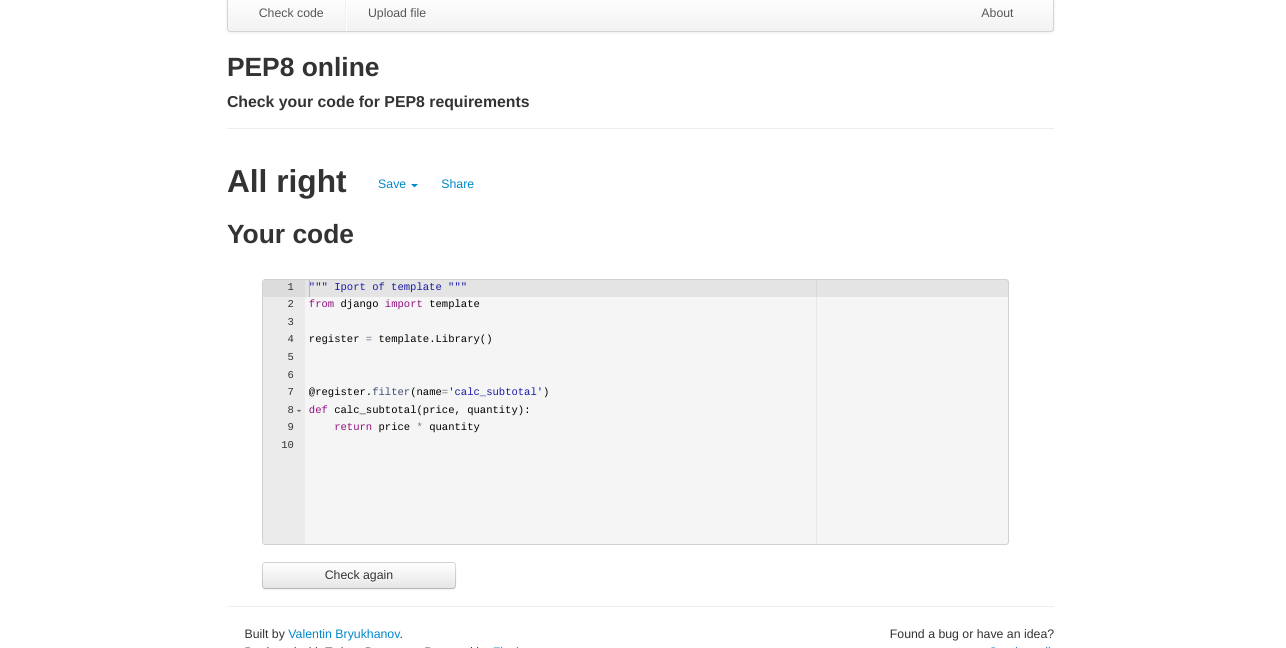 Check code Upload file About
PEP8 online
Check your code for PEP8 requirements
All right Save Share
Your code
1 """ Iport of template """
2 from django import template
3
4 register = template.Library()
5
6
7 @register.filter(name='calc_subtotal')
8 def calc_subtotal(price, quantity):
9     return price * quantity
10
Check again
Built by Valentin Bryukhanov. Found a bug or have an idea?